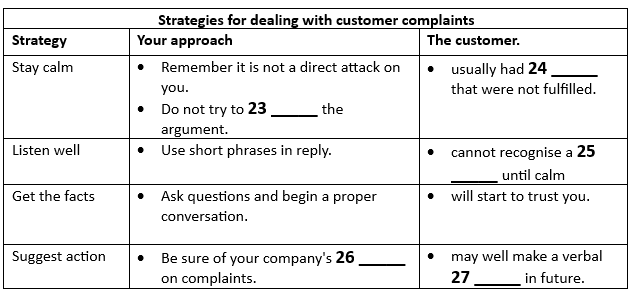 Strategies for dealing with customer complaints
Strategy Your approach The customer.
Stay calm
• Remember it is not a direct attack on
you.
• Do not try to 23 ______ the
argument.
• usually had 24 ______
that were not fulfilled.
Listen well
• Use short phrases in reply.
• cannot recognise a 25
______ until calm
Get the facts
• Ask questions and begin a proper
conversation.
• will start to trust you.
Suggest action
• Be sure of your company's 26 ______
on complaints.
• may well make a verbal
27 ______ in future.